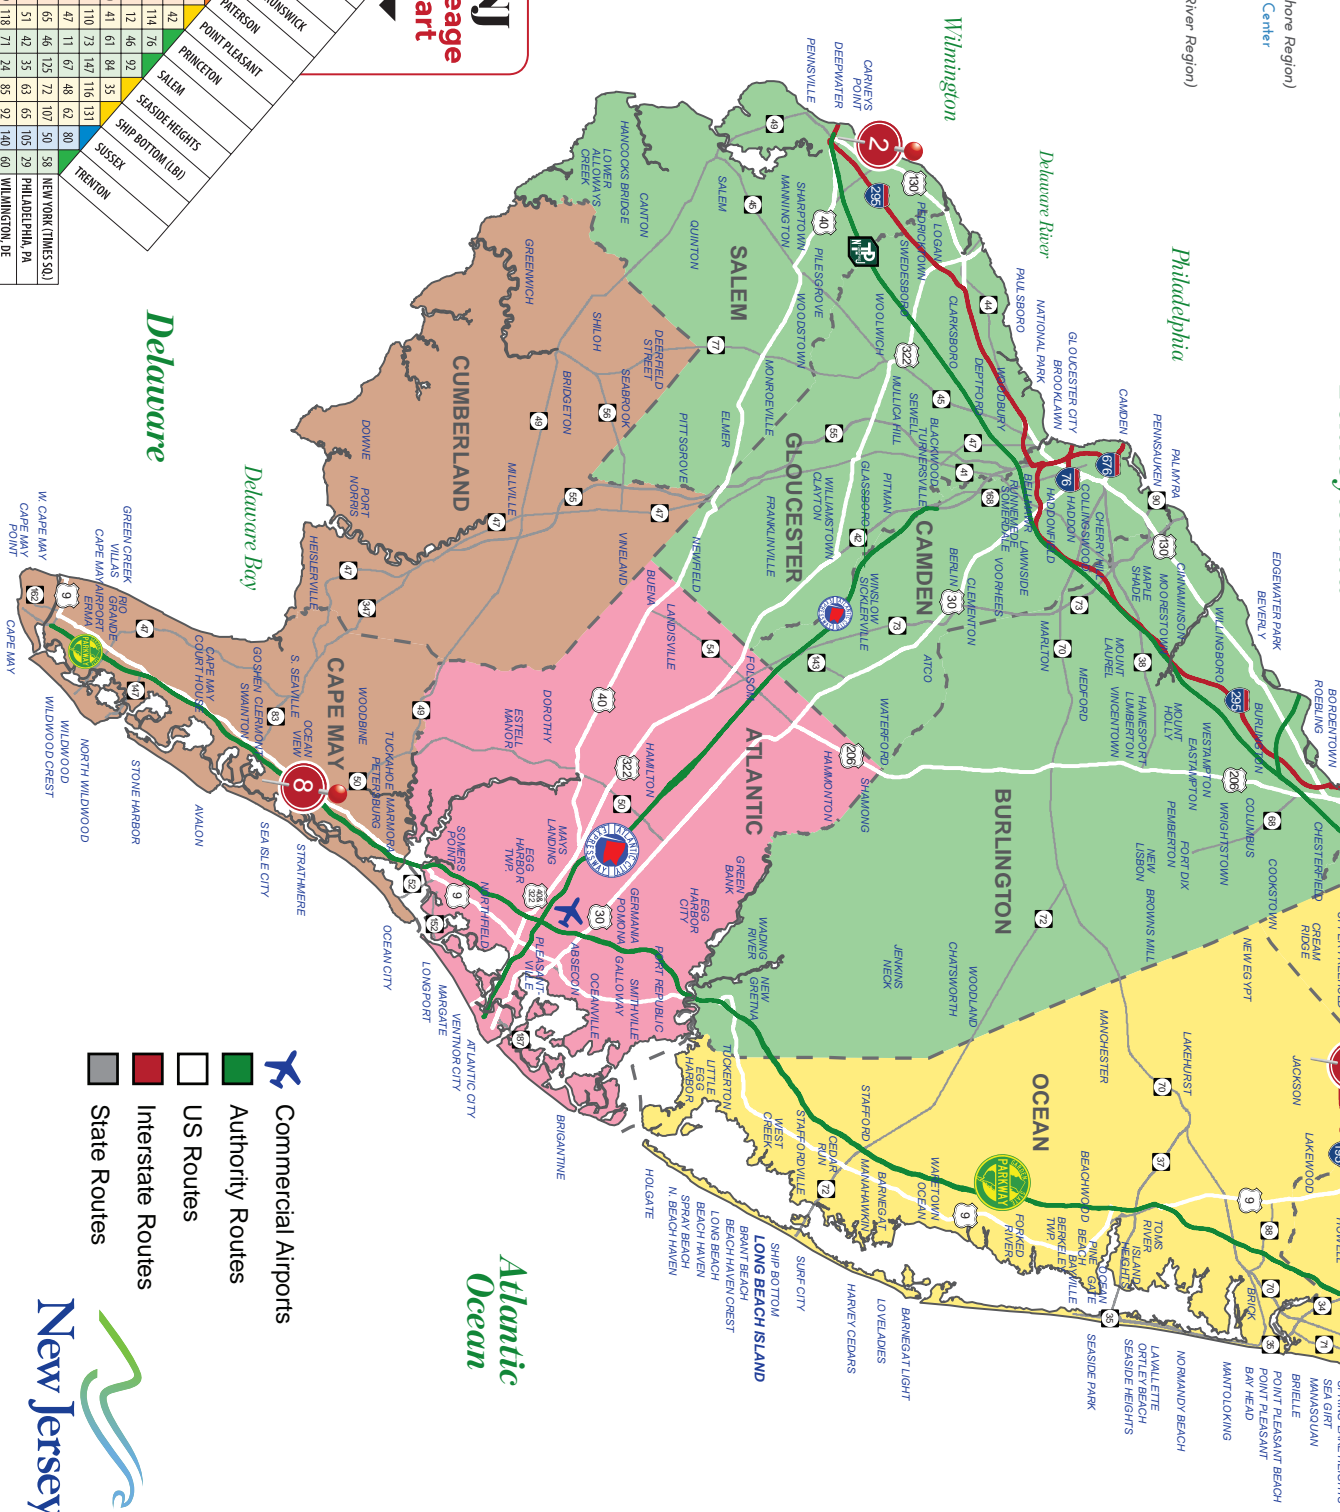 NJ
eage
art
PATERSON
POINT PLEASANT
PRINCETON
SALEM
SEASIDE HEIGHTS
SHIP BOTTOM (LBI)
SUSSEX
TRENTON
NEW YORK (TIMES SQ.)
PHILADELPHIA, PA
WILMINGTON, DE
hore Region)
Center
River Region)
Wilmington
Delaware River
Philadelphia
Delaware
Delaware Bay
Atlantic
Ocean
SALEM
GLOUCESTER
CAMDEN
CUMBERLAND
CAPE MAY
ATLANTIC
BURLINGTON
OCEAN
PENNSVILLE
DEEPWATER
CARNEYS
POINT
HANCOCKS BRIDGE
LOWER
ALLOWAYS
CREEK
CANTON
SALEM
QUINTON
MANNINGTON
SHARPTOWN
PILESGROVE
WOODSTOWN
PEDRICKTOWN
LOGAN
SWEDESBORO
WOOLWICH
CLARKSBORO
PAULSBORO
NATIONAL PARK
GLOUCESTER CITY
BROOKLAWN
CAMDEN
PENNSAUKEN
PALMYRA
WOODBURY
DEPTFORD
MULLICA HILL
SEWELL
BLACKWOOD
TURNERSVILLE
PITMAN
GLASSBORO
CLAYTON
WILLIAMSTOWN
FRANKLINVILLE
MONROEVILLE
ELMER
PITTSGROVE
NEWFIELD
BELLMAWR
RUNNEMEDE
SOMERDALE
HADDONFIELD
HADDON
COLLINGSWOOD
CHERRY HILL
LAWNSIDE
VOORHEES
CLEMENTON
BERLIN
WINSLOW
SICKLERVILLE
ATCO
WATERFORD
MAPLE
SHADE
MOORESTOWN
CINNAMINSON
WILLINGBORO
EDGEWATER PARK
BEVERLY
BORDENTOWN
ROEBLING
BURLINGTON
MARLTON
MEDFORD
MOUNT
LAUREL
VINCENTOWN
LUMBERTON
HAINESPORT
MOUNT
HOLLY
EASTAMPTON
WESTAMPTON
COLUMBUS
WRIGHTSTOWN
FORT DIX
PEMBERTON
NEW
LISBON
BROWNS MILL
COOKSTOWN
CHESTERFIELD
CREAM
RIDGE
NEW EGYPT
SHAMONG
CHATSWORTH
WOODLAND
JENKINS
NECK
WADING
RIVER
NEW
GRETNA
GREENWICH
SHILOH
DEERFIELD
STREET
SEABROOK
BRIDGETON
MILLVILLE
VINELAND
DOWNE
PORT
NORRIS
HEISLERVILLE
BUENA
LANDISVILLE
FOLSOM
HAMMONTON
DOROTHY
ESTELL
MANOR
HAMILTON
MAYS
LANDING
EGG
HARBOR
TWP.
SOMERS
POINT
NORTHFIELD
PLEASANT-
VILLE
ABSECON
GERMANIA
POMONA
GALLOWAY
OCEANVILLE
SMITHVILLE
PORT REPUBLIC
EGG
HARBOR
CITY
GREEN
BANK
LONGPORT
MARGATE
VENTNOR CITY
ATLANTIC CITY
BRIGANTINE
W. CAPE MAY
CAPE MAY
POINT
CAPE MAY
GREEN CREEK
VILLAS
CAPE MAY AIRPORT
ERMA
RIO
GRANDE
CAPE MAY
COURT HOUSE
GOSHEN
CLERMONT
SWAINTON
S. SEAVILLE
OCEAN
VIEW
WOODBINE
TUCKAHOE
MARMORA
PETERSBURG
WILDWOOD CREST
WILDWOOD
NORTH WILDWOOD
STONE HARBOR
AVALON
SEA ISLE CITY
STRATHMERE
OCEAN CITY
TUCKERTON
LITTLE
EGG
HARBOR
WEST
CREEK
STAFFORDVILLE
CEDAR
RUN
STAFFORD
MANAHAWKIN
BARNEGAT
WARETOWN
OCEAN
FORKED
RIVER
MANCHESTER
LAKEHURST
JACKSON
LAKEWOOD
BEACHWOOD
BERKELEY
TWP.
BAYVILLE
PINE
BEACH
OCEAN
GATE
ISLAND
HEIGHTS
TOMS
RIVER
BRICK
HOLGATE
N. BEACH HAVEN
SPRAY BEACH
BEACH HAVEN
LONG BEACH
BEACH HAVEN CREST
BRANT BEACH
LONG BEACH ISLAND
SHIP BOTTOM
SURF CITY
HARVEY CEDARS
LOVELADIES
BARNEGAT LIGHT
SEASIDE PARK
SEASIDE HEIGHTS
ORTLEY BEACH
LAVALLETTE
NORMANDY BEACH
MANTOLOKING
BAY HEAD
POINT PLEASANT
POINT PLEASANT BEACH
BRIELLE
MANASQUAN
SEA GIRT
PARKWAY
Commercial Airports
Authority Routes
US Routes
Interstate Routes
State Routes
New Jersey